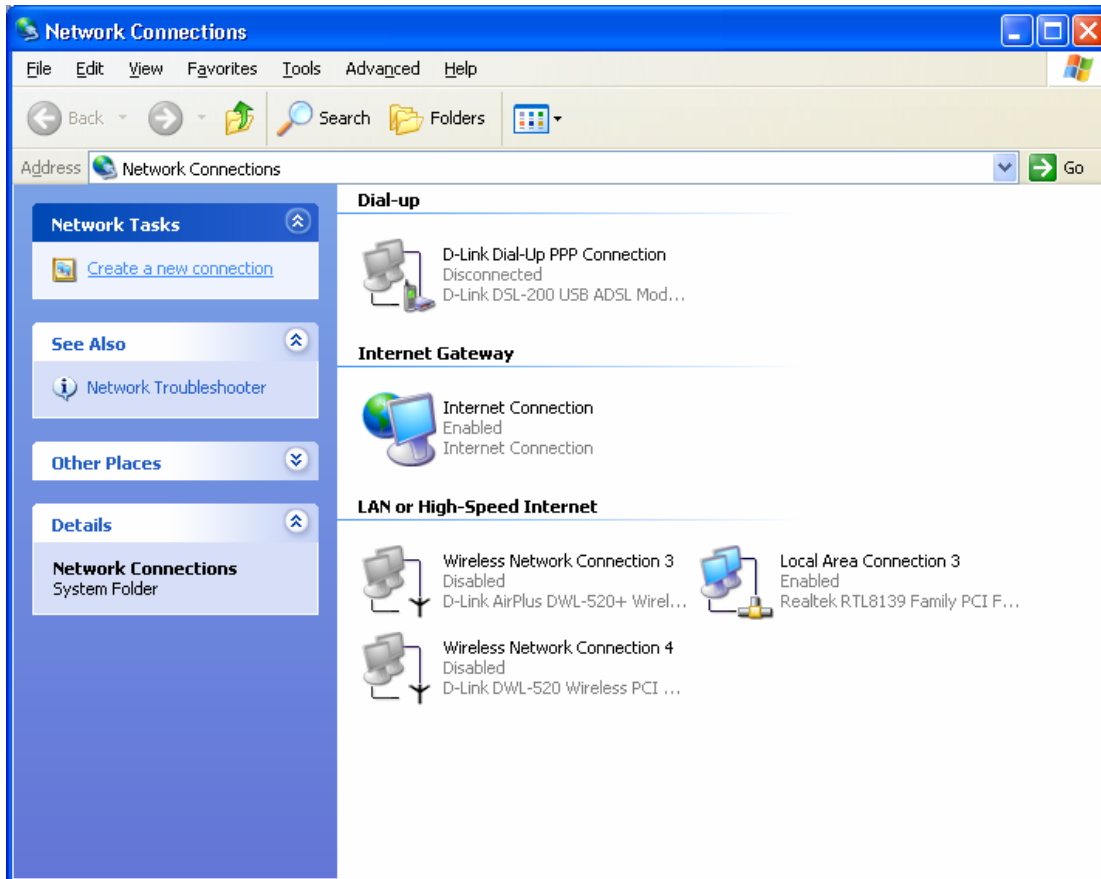 Network Connections
File Edit View Favorites Tools Advanced Help
Back Search Folders
Address Network Connections Go
Network Tasks
Create a new connection
See Also
Network Troubleshooter
Other Places
Details
Network Connections
System Folder
Dial-up
D-Link Dial-Up PPP Connection
Disconnected
D-Link DSL-200 USB ADSL Mod...
Internet Gateway
Internet Connection
Enabled
Internet Connection
LAN or High-Speed Internet
Wireless Network Connection 3
Disabled
D-Link AirPlus DWL-520+ Wirel...
Local Area Connection 3
Enabled
Realtek RTL8139 Family PCI F...
Wireless Network Connection 4
Disabled
D-Link DWL-520 Wireless PCI ...